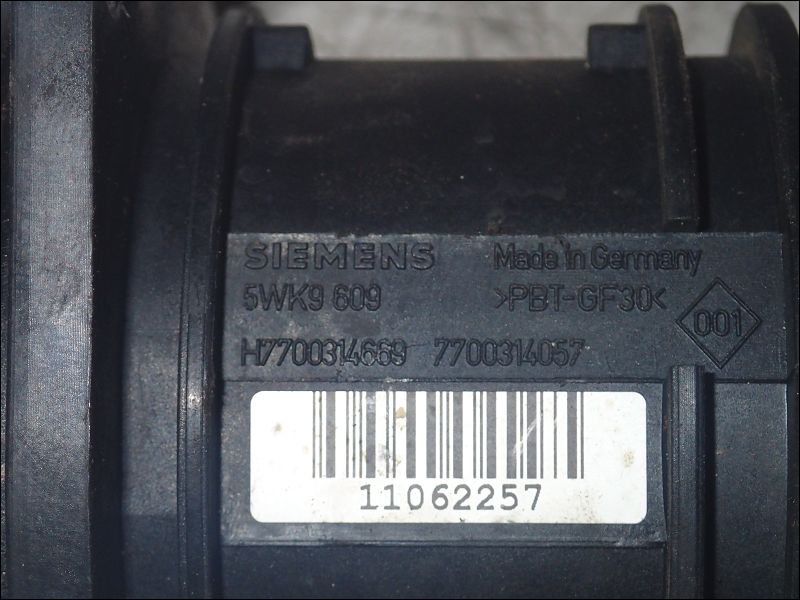 SIEMENS Made in Germany
5WK9 609 >PBT-GF30<
001
H7700314669 7700314057
11062257